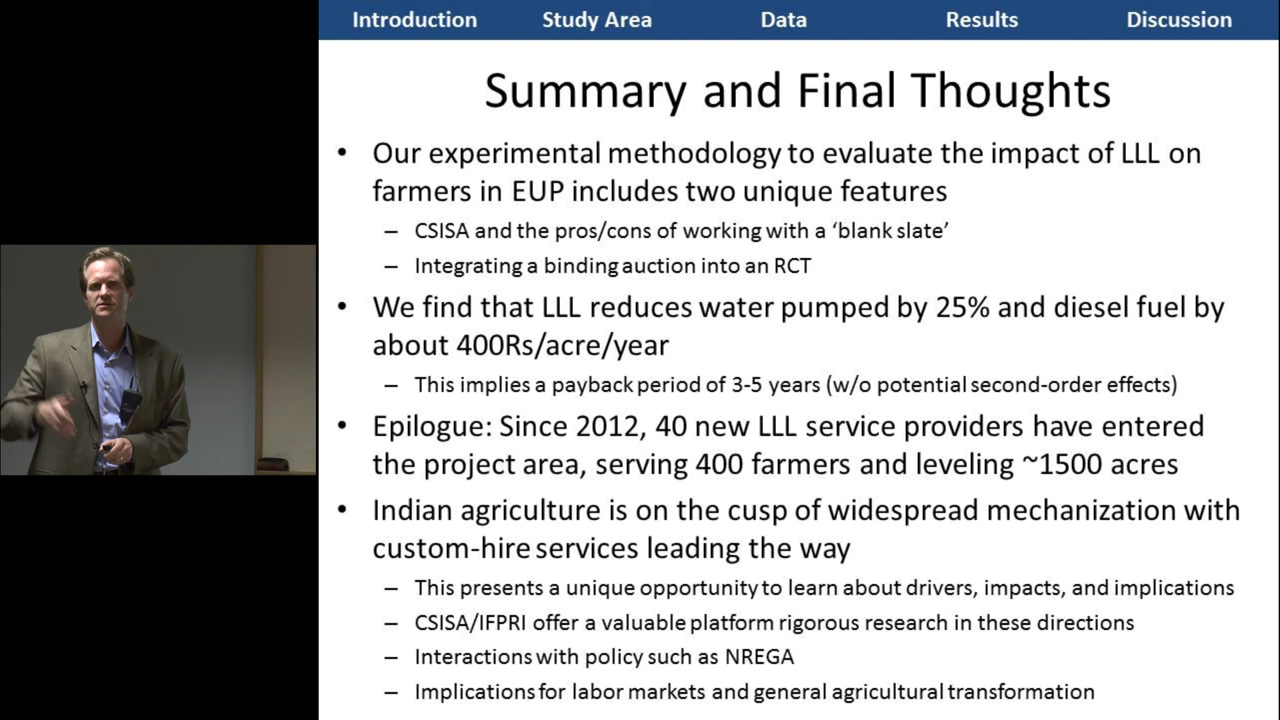 Introduction Study Area Data Results Discussion
Summary and Final Thoughts
• Our experimental methodology to evaluate the impact of LLL on
farmers in EUP includes two unique features
– CSISA and the pros/cons of working with a ‘blank slate’
– Integrating a binding auction into an RCT
• We find that LLL reduces water pumped by 25% and diesel fuel by
about 400Rs/acre/year
– This implies a payback period of 3-5 years (w/o potential second-order effects)
• Epilogue: Since 2012, 40 new LLL service providers have entered
the project area, serving 400 farmers and leveling ~1500 acres
• Indian agriculture is on the cusp of widespread mechanization with
custom-hire services leading the way
– This presents a unique opportunity to learn about drivers, impacts, and implications
– CSISA/IFPRI offer a valuable platform rigorous research in these directions
– Interactions with policy such as NREGA
– Implications for labor markets and general agricultural transformation